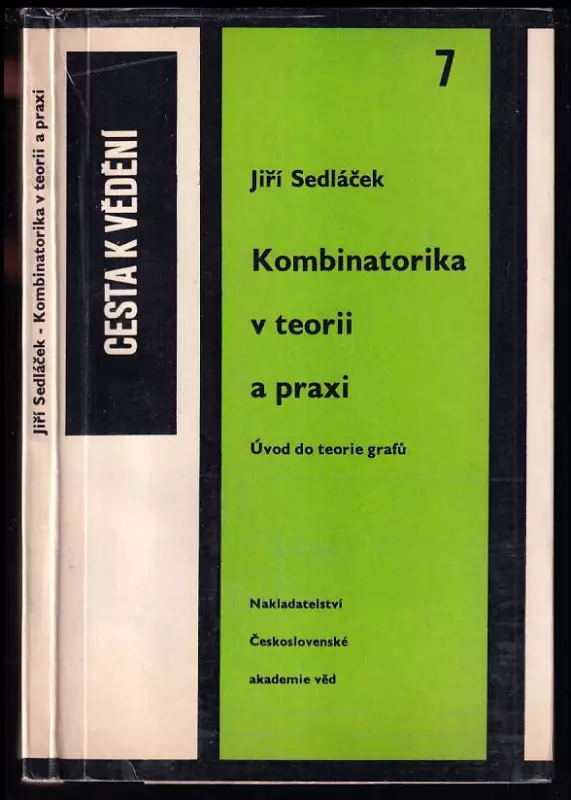 Jiří Sedláček - Kombinatorika v teorii a praxi
CESTA K VĚDĚNÍ
7
Jiří Sedláček
Kombinatorika
v teorii
a praxi
Úvod do teorie grafů
Nakladatelství
Československé
akademie věd